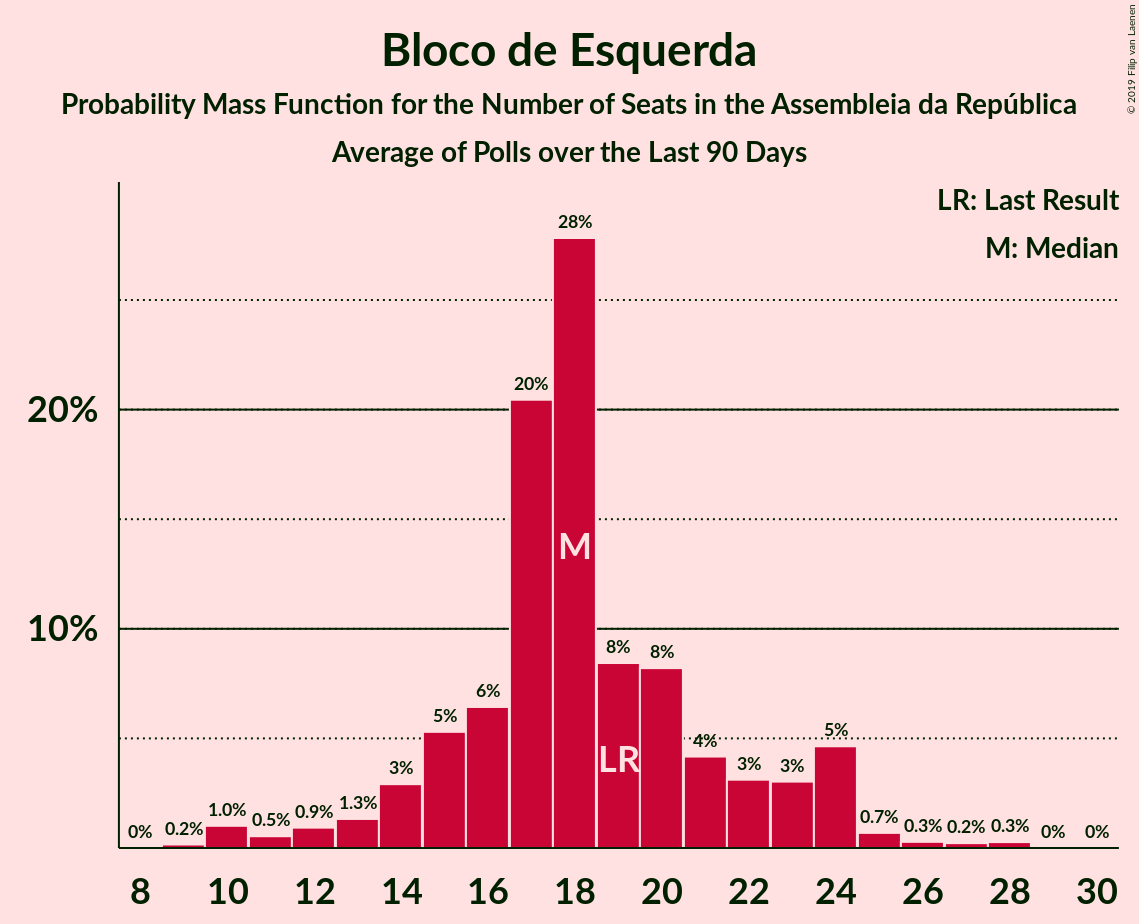 Bloco de Esquerda
Probability Mass Function for the Number of Seats in the Assembleia da República
Average of Polls over the Last 90 Days
© 2019 Filip van Laenen
LR: Last Result
M: Median
20%
10%
0%
0.2%
1.0%
0.5%
0.9%
1.3%
3%
5%
6%
20%
28%
8%
8%
4%
3%
3%
5%
0.7%
0.3%
0.2%
0.3%
0%
0%
M
LR
8 10 12 14 16 18 20 22 24 26 28 30